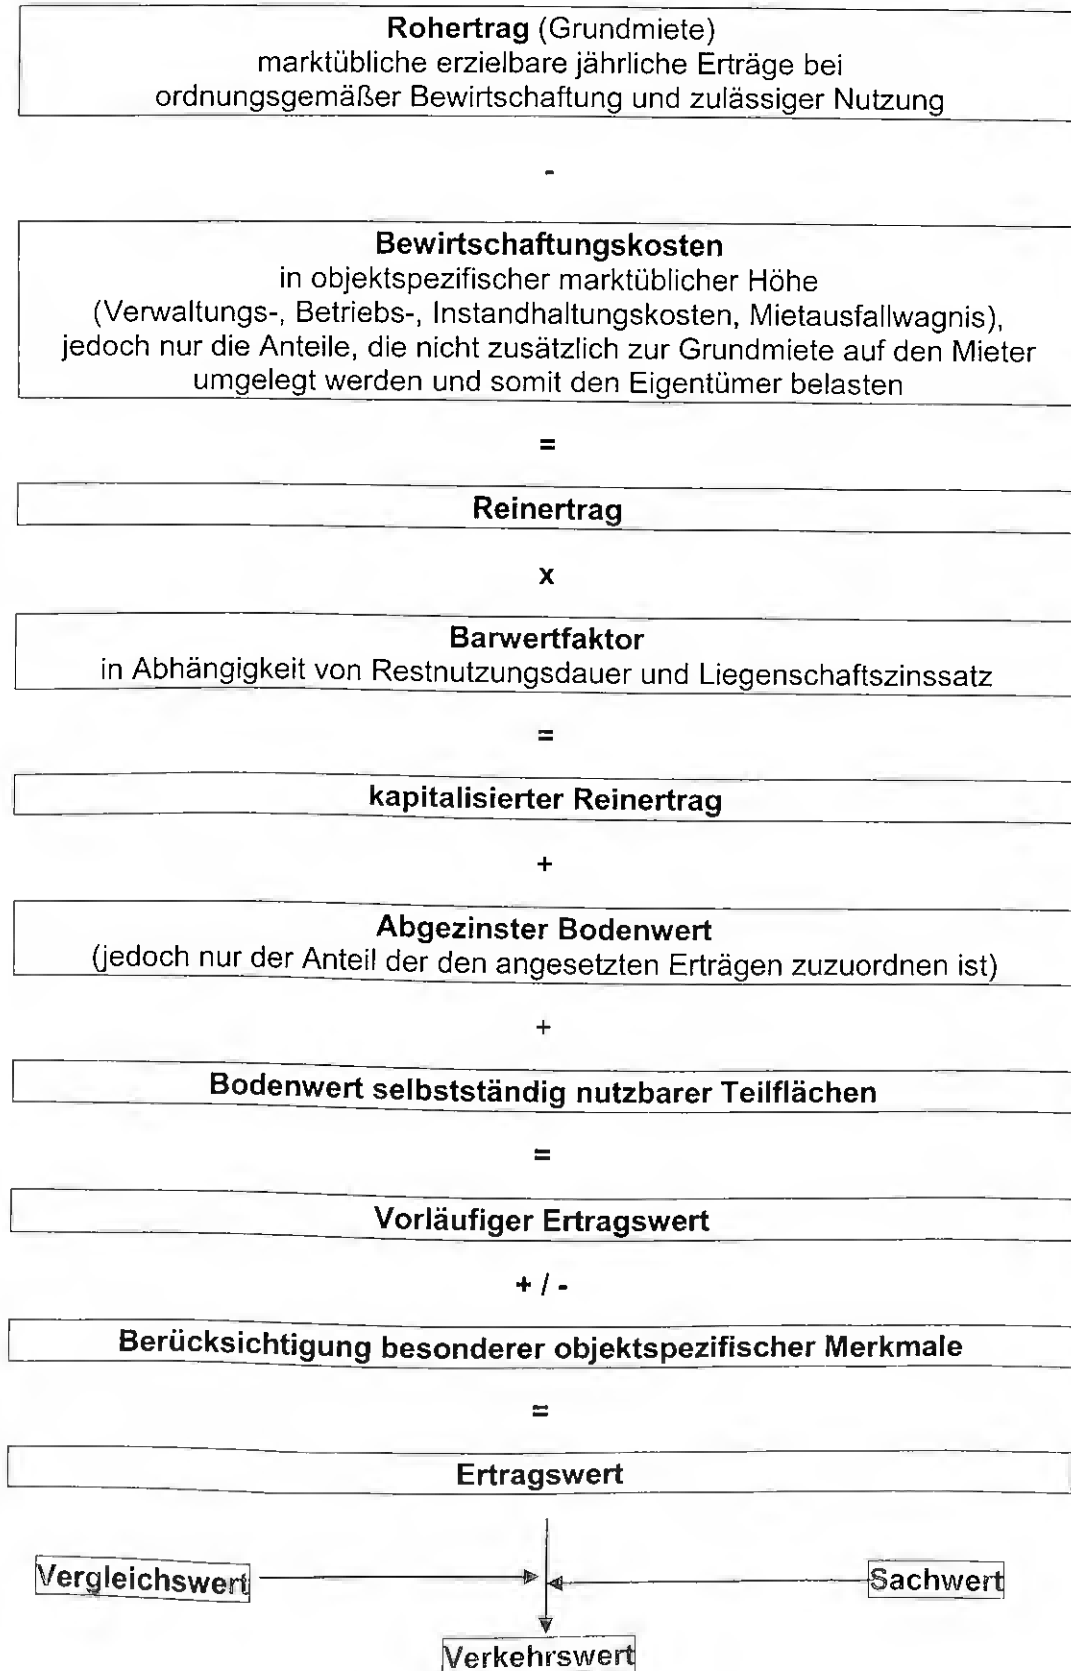 Rohertrag (Grundmiete)
marktübliche erzielbare jährliche Erträge bei
ordnungsgemäßer Bewirtschaftung und zulässiger Nutzung
-
Bewirtschaftungskosten
in objektspezifischer marktüblicher Höhe
(Verwaltungs-, Betriebs-, Instandhaltungskosten, Mietausfallwagnis),
jedoch nur die Anteile, die nicht zusätzlich zur Grundmiete auf den Mieter
umgelegt werden und somit den Eigentümer belasten
=
Reinertrag
x
Barwertfaktor
in Abhängigkeit von Restnutzungsdauer und Liegenschaftszinssatz
=
kapitalisierter Reinertrag
+
Abgezinster Bodenwert
(jedoch nur der Anteil der den angesetzten Erträgen zuzuordnen ist)
+
Bodenwert selbstständig nutzbarer Teilflächen
=
Vorläufiger Ertragswert
+ / -
Berücksichtigung besonderer objektspezifischer Merkmale
=
Ertragswert
Vergleichswert
Sachwert
Verkehrswert